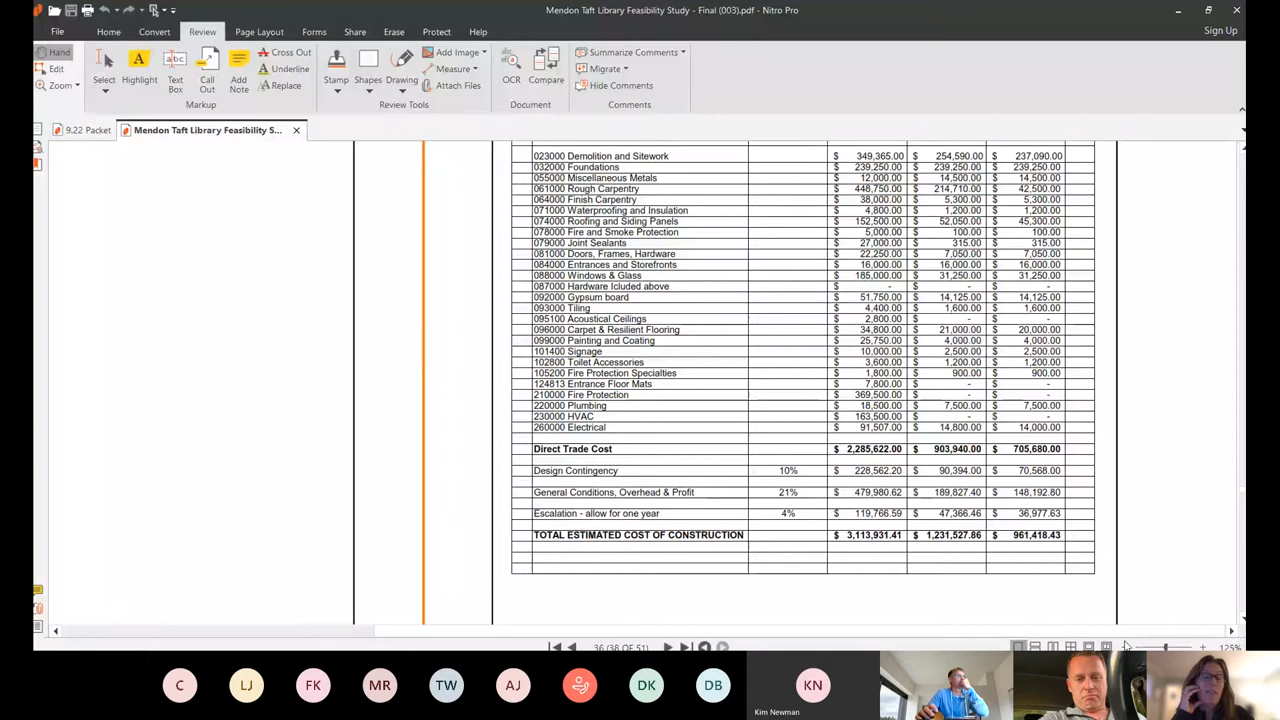 Mendon Taft Library Feasibility Study - Final (003).pdf - Nitro Pro
File Home Convert Review Page Layout Forms Share Erase Protect Help Sign Up
Hand
Edit
Zoom
Select
Highlight
Text Box
Call Out
Add Note
Cross Out
Underline
Replace
Markup
Stamp
Shapes
Drawing
Add Image
Measure
Attach Files
Review Tools
OCR
Compare
Document
Summarize Comments
Migrate
Hide Comments
Comments
9.22 Packet
Mendon Taft Library Feasibility S...
023000 Demolition and Sitework $ 349,365.00 $ 254,590.00 $ 237,090.00
032000 Foundations $ 239,250.00 $ 239,250.00 $ 239,250.00
055000 Miscellaneous Metals $ 12,000.00 $ 14,500.00 $ 14,500.00
061000 Rough Carpentry $ 448,750.00 $ 214,710.00 $ 42,500.00
064000 Finish Carpentry $ 38,000.00 $ 5,300.00 $ 5,300.00
071000 Waterproofing and Insulation $ 4,800.00 $ 1,200.00 $ 1,200.00
074000 Roofing and Siding Panels $ 152,500.00 $ 52,050.00 $ 45,300.00
078000 Fire and Smoke Protection $ 5,000.00 $ 100.00 $ 100.00
079000 Joint Sealants $ 27,000.00 $ 315.00 $ 315.00
081000 Doors, Frames, Hardware $ 22,250.00 $ 7,050.00 $ 7,050.00
084000 Entrances and Storefronts $ 16,000.00 $ 16,000.00 $ 16,000.00
088000 Windows & Glass $ 185,000.00 $ 31,250.00 $ 31,250.00
087000 Hardware Icluded above $ - $ - $ -
092000 Gypsum board $ 51,750.00 $ 14,125.00 $ 14,125.00
093000 Tiling $ 4,400.00 $ 1,600.00 $ 1,600.00
095100 Acoustical Ceilings $ 2,800.00 $ - $ -
096000 Carpet & Resilient Flooring $ 34,800.00 $ 21,000.00 $ 20,000.00
099000 Painting and Coating $ 25,750.00 $ 4,000.00 $ 4,000.00
101400 Signage $ 10,000.00 $ 2,500.00 $ 2,500.00
102800 Toilet Accessories $ 3,600.00 $ 1,200.00 $ 1,200.00
105200 Fire Protection Specialties $ 1,800.00 $ 900.00 $ 900.00
124813 Entrance Floor Mats $ 7,800.00 $ - $ -
210000 Fire Protection $ 369,500.00 $ - $ -
220000 Plumbing $ 18,500.00 $ 7,500.00 $ 7,500.00
230000 HVAC $ 163,500.00 $ - $ -
260000 Electrical $ 91,507.00 $ 14,800.00 $ 14,000.00
Direct Trade Cost $ 2,285,622.00 $ 903,940.00 $ 705,680.00
Design Contingency 10% $ 228,562.20 $ 90,394.00 $ 70,568.00
General Conditions, Overhead & Profit 21% $ 479,980.62 $ 189,827.40 $ 148,192.80
Escalation - allow for one year 4% $ 119,766.59 $ 47,366.46 $ 36,977.63
TOTAL ESTIMATED COST OF CONSTRUCTION $ 3,113,931.41 $ 1,231,527.86 $ 961,418.43
36 (38 OF 51)
125%
C LJ FK MR TW AJ DK DB KN
Kim Newman